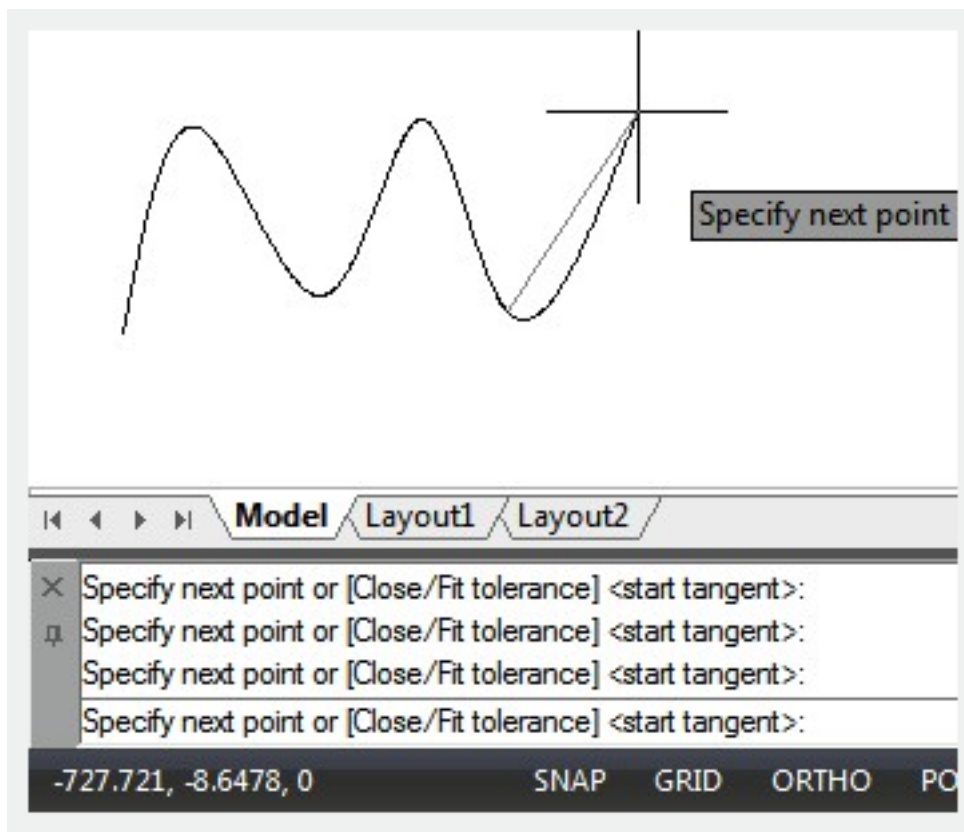 Specify next point
Model Layout1 Layout2
Specify next point or [Close/Fit tolerance] <start tangent>:
Specify next point or [Close/Fit tolerance] <start tangent>:
Specify next point or [Close/Fit tolerance] <start tangent>:
Specify next point or [Close/Fit tolerance] <start tangent>:
-727.721, -8.6478, 0 SNAP GRID ORTHO PO